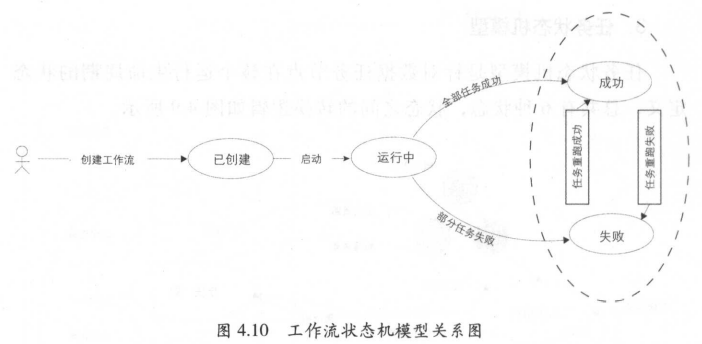 全部任务成功
成功
创建工作流
已创建
启动
运行中
任务重跑成功
任务重跑失败
部分任务失败
失败
图 4.10 工作流状态机模型关系图